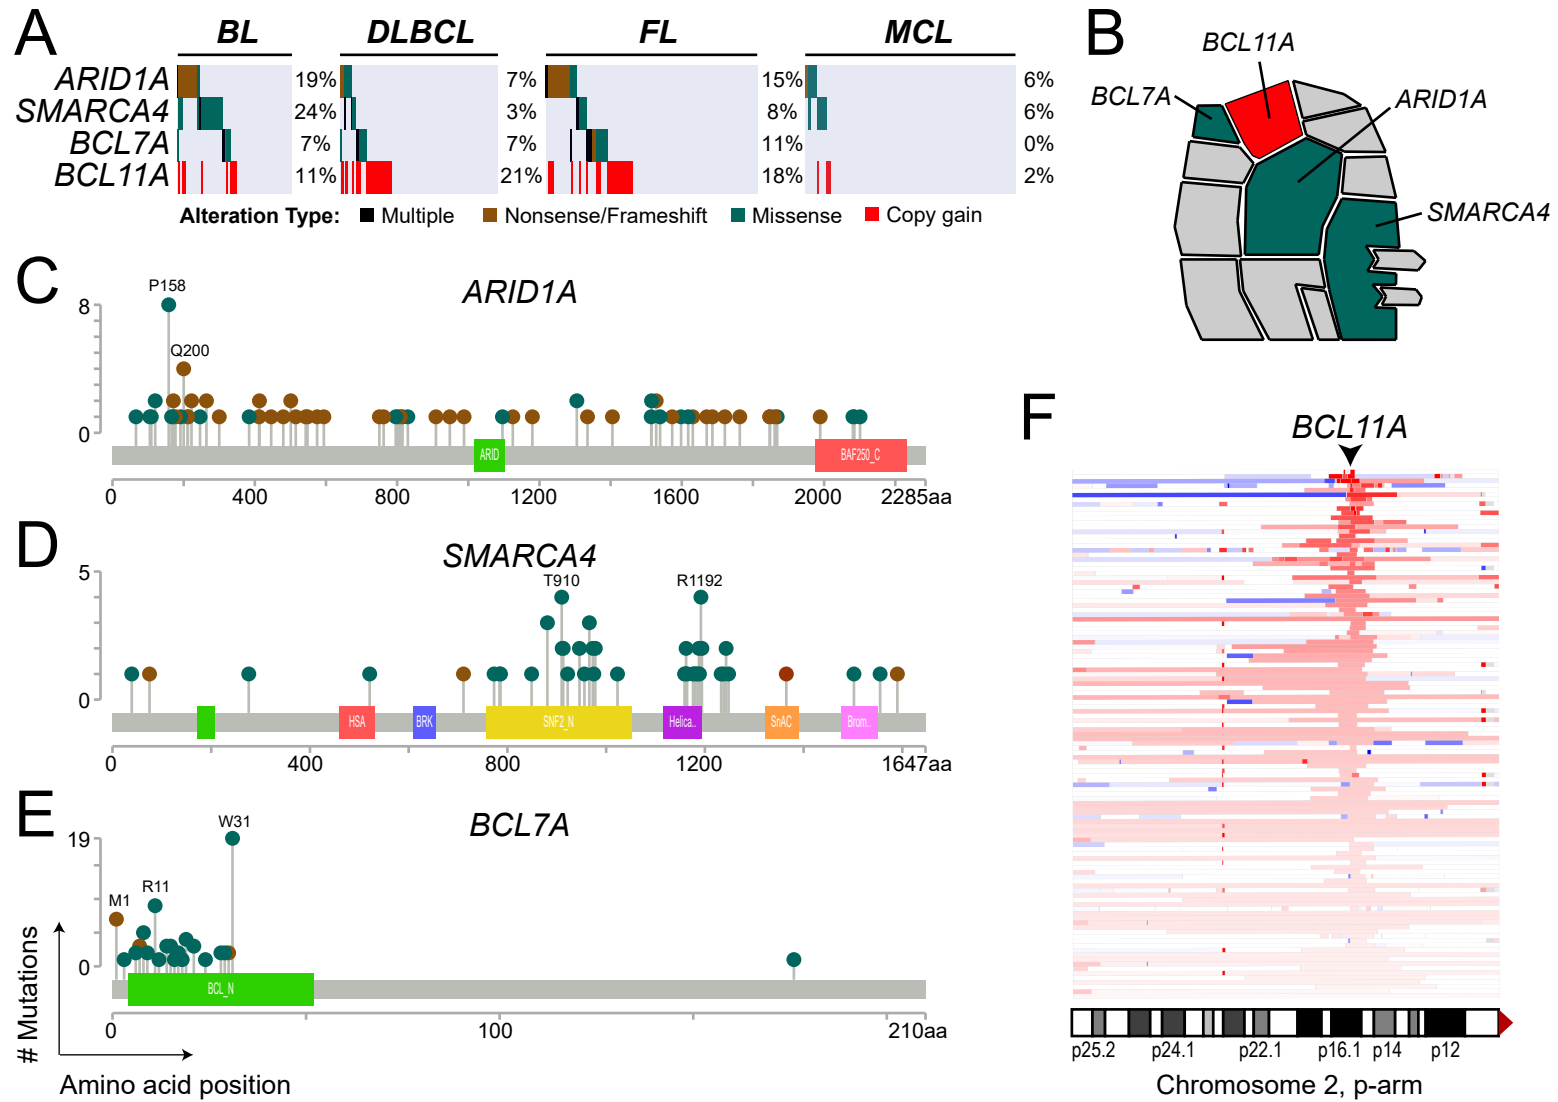 A
BL DLBCL FL MCL
ARID1A 19% 7% 15% 6%
SMARCA4 24% 3% 8% 6%
BCL7A 7% 7% 11% 0%
BCL11A 11% 21% 18% 2%
Alteration Type: Multiple Nonsense/Frameshift Missense Copy gain
B
BCL11A
BCL7A
ARID1A
SMARCA4
C
ARID1A
P158
Q200
8
0
ARID
BAF250_C
0 400 800 1200 1600 2000 2285aa
D
SMARCA4
T910
R1192
5
0
HSA
BRK
SNF2_N
Helica..
SnAC
Brom..
0 400 800 1200 1647aa
E
BCL7A
W31
R11
M1
19
0
BCL_N
0 100 210aa
# Mutations
Amino acid position
F
BCL11A
p25.2 p24.1 p22.1 p16.1 p14 p12
Chromosome 2, p-arm